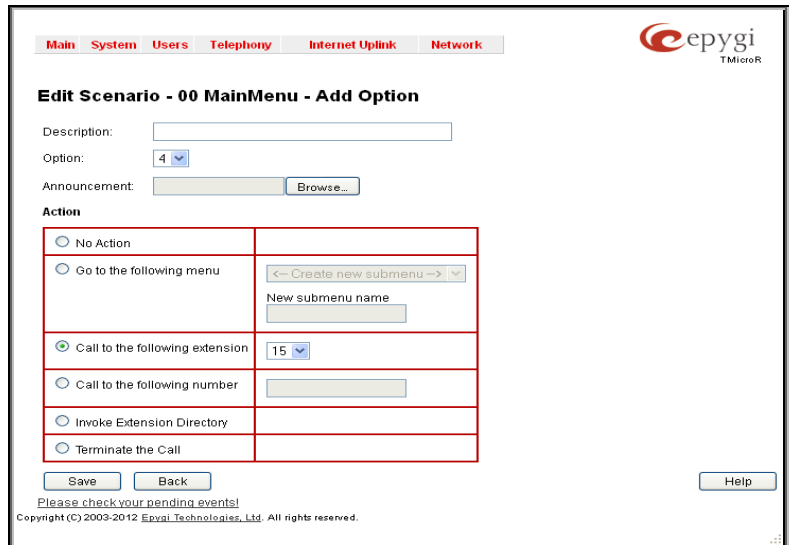 Main System Users Telephony Internet Uplink Network
epygi
TMicroR
Edit Scenario - 00 MainMenu - Add Option
Description:
Option: 4
Announcement: Browse...
Action
No Action
Go to the following menu <-- Create new submenu -->
New submenu name
Call to the following extension 15
Call to the following number
Invoke Extension Directory
Terminate the Call
Save Back Help
Please check your pending events!
Copyright (C) 2003-2012 Epygi Technologies, Ltd. All rights reserved.